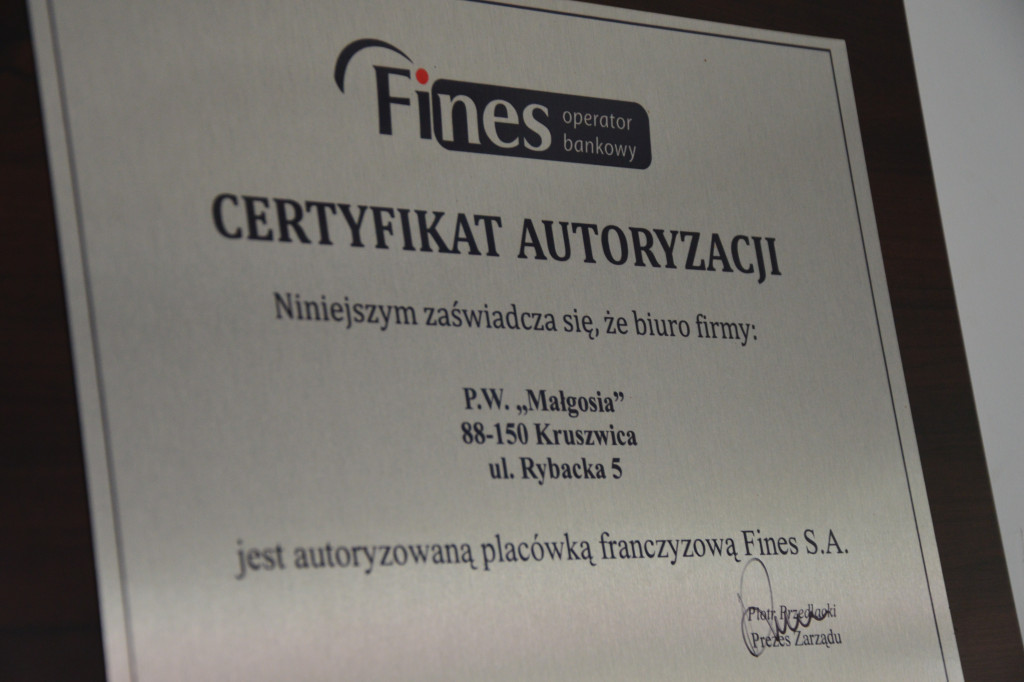 Fines operator
bankowy
CERTYFIKAT AUTORYZACJI
Niniejszym zaświadcza się, że biuro firmy:
P.W. „Małgosia”
88-150 Kruszwica
ul. Rybacka 5
jest autoryzowaną placówką franczyzową Fines S.A.
Piotr
Prezes Zarządu